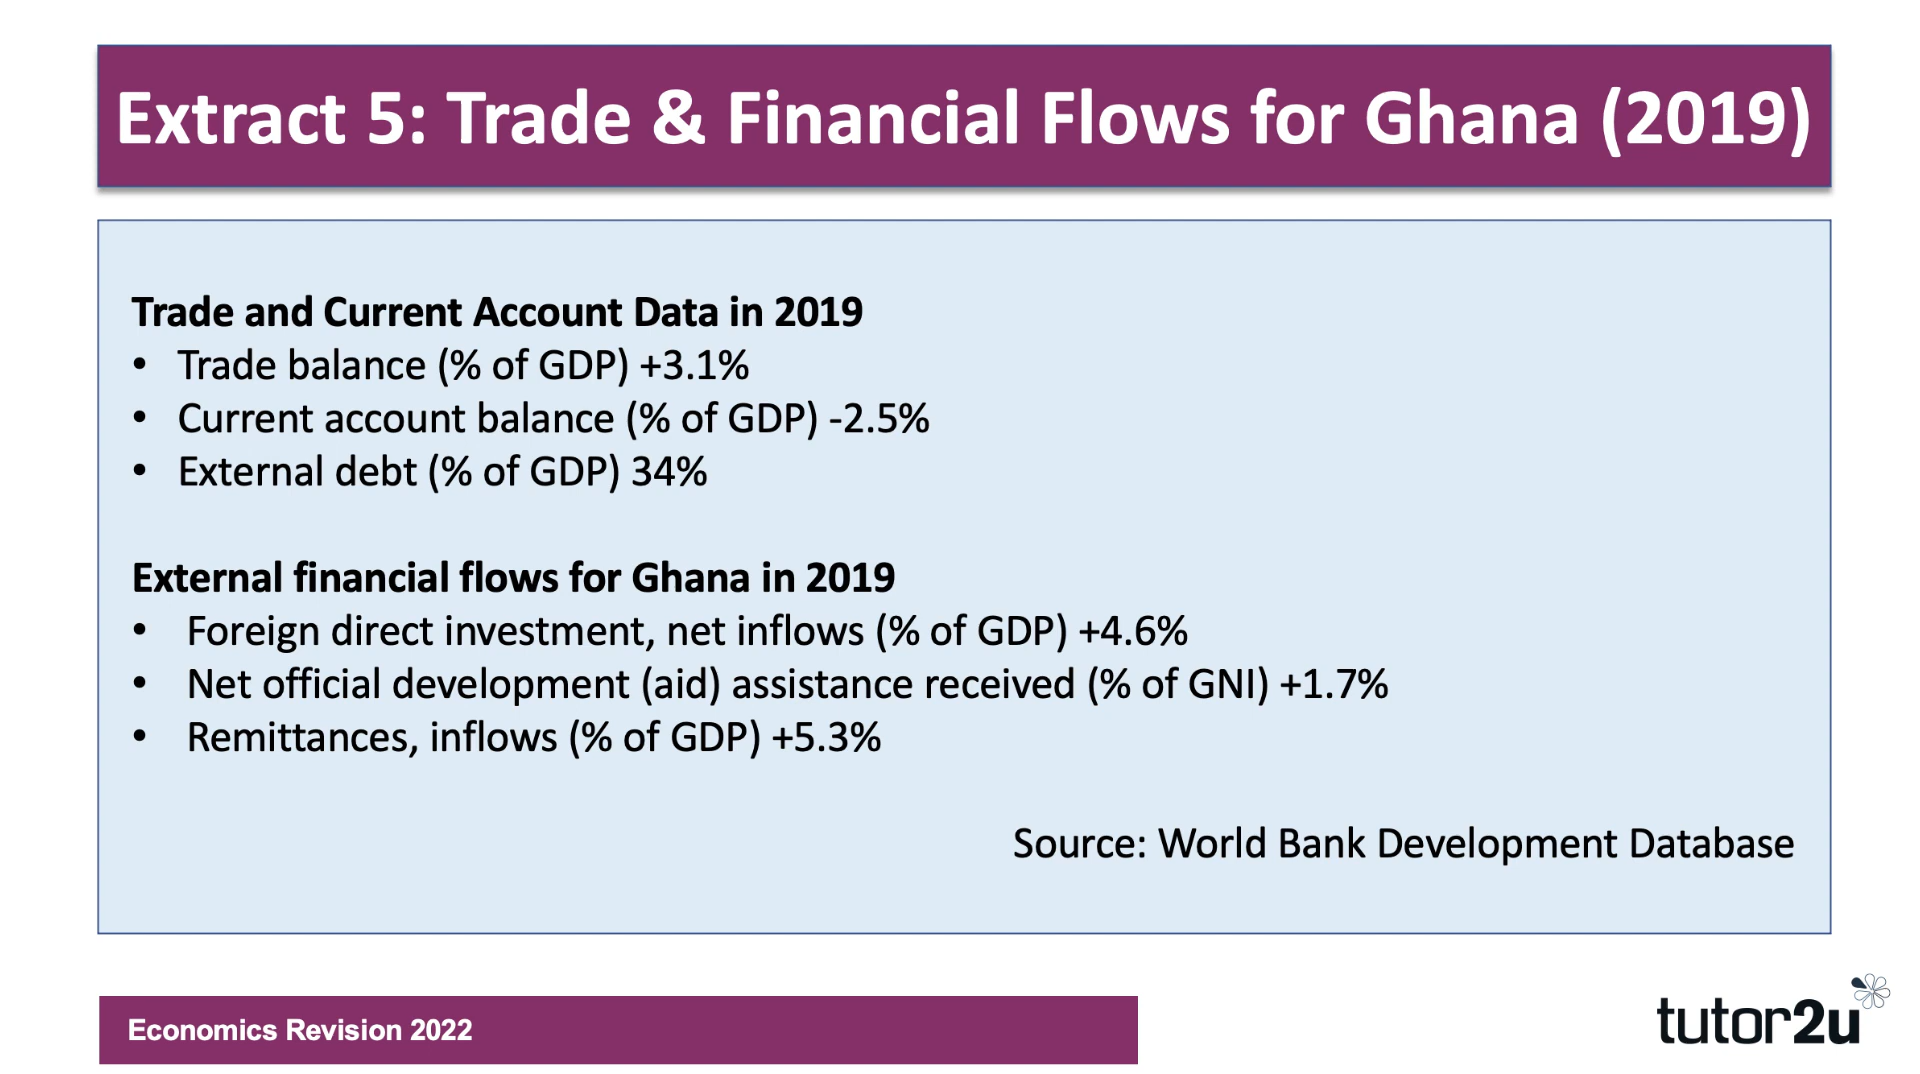 Extract 5: Trade & Financial Flows for Ghana (2019)
Trade and Current Account Data in 2019
• Trade balance (% of GDP) +3.1%
• Current account balance (% of GDP) -2.5%
• External debt (% of GDP) 34%
External financial flows for Ghana in 2019
• Foreign direct investment, net inflows (% of GDP) +4.6%
• Net official development (aid) assistance received (% of GNI) +1.7%
• Remittances, inflows (% of GDP) +5.3%
Source: World Bank Development Database
Economics Revision 2022
tutor2u